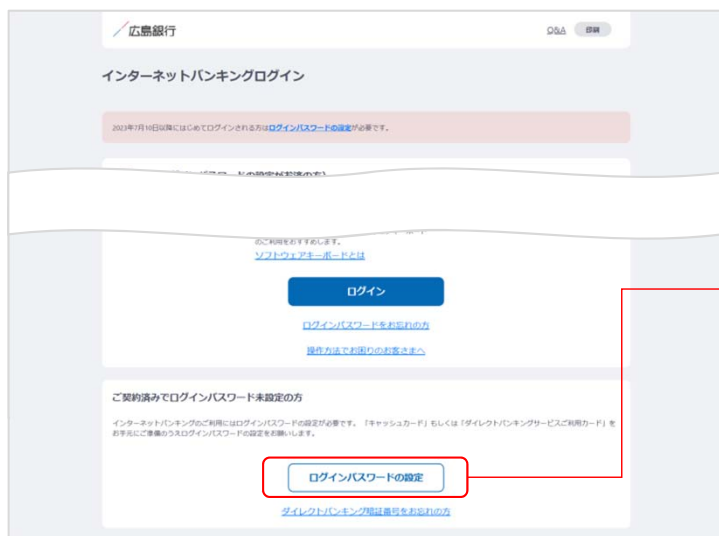 広島銀行
Q&A
印刷
インターネットバンキングログイン
2023年7月10日以降にはじめてログインされる方はログインパスワードの設定が必要です。
のご利用をおすすめします。
ソフトウェアキーボードとは
ログイン
ログインパスワードをお忘れの方
操作方法でお困りのお客さまへ
ご契約済みでログインパスワード未設定の方
インターネットバンキングのご利用にはログインパスワードの設定が必要です。「キャッシュカード」もしくは「ダイレクトバンキングサービスご利用カード」を
お手元にご準備のうえログインパスワードの設定をお願いします。
ログインパスワードの設定
ダイレクトバンキング暗証番号をお忘れの方